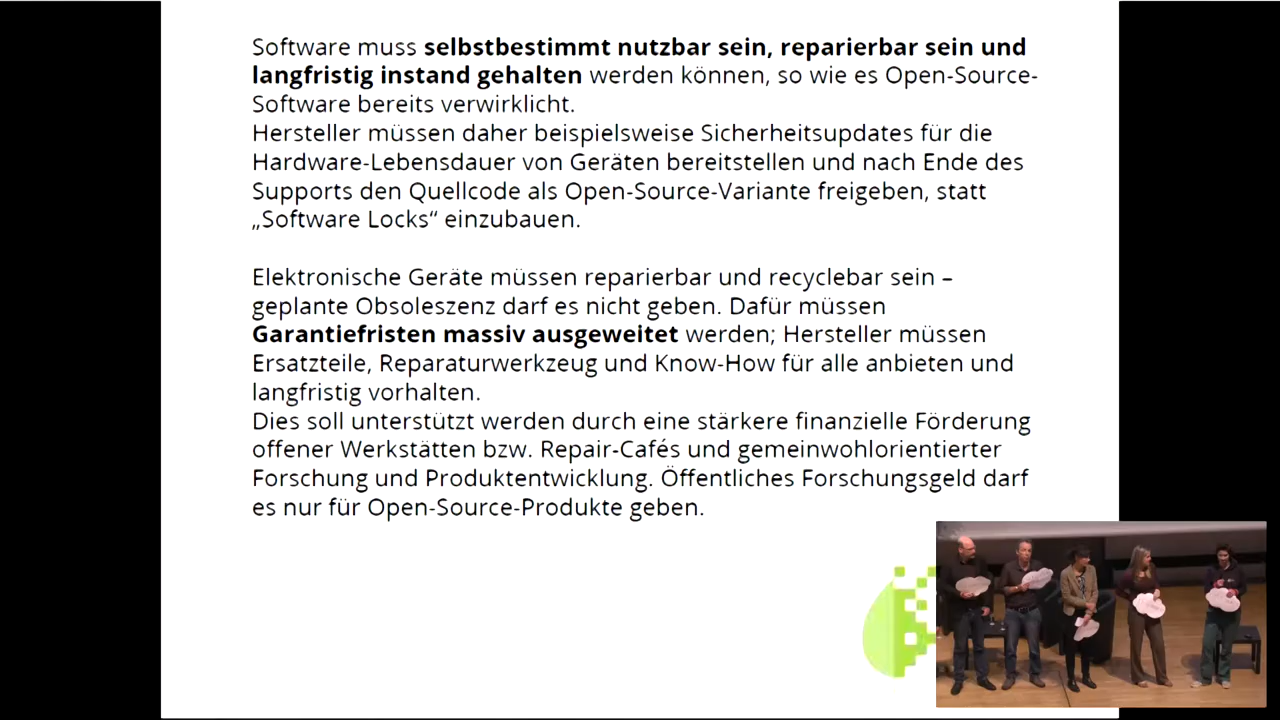 Software muss selbstbestimmt nutzbar sein, reparierbar sein und
langfristig instand gehalten werden können, so wie es Open-Source-
Software bereits verwirklicht.
Hersteller müssen daher beispielsweise Sicherheitsupdates für die
Hardware-Lebensdauer von Geräten bereitstellen und nach Ende des
Supports den Quellcode als Open-Source-Variante freigeben, statt
„Software Locks“ einzubauen.
Elektronische Geräte müssen reparierbar und recyclebar sein –
geplante Obsoleszenz darf es nicht geben. Dafür müssen
Garantiefristen massiv ausgeweitet werden; Hersteller müssen
Ersatzteile, Reparaturwerkzeug und Know-How für alle anbieten und
langfristig vorhalten.
Dies soll unterstützt werden durch eine stärkere finanzielle Förderung
offener Werkstätten bzw. Repair-Cafés und gemeinwohlorientierter
Forschung und Produktentwicklung. Öffentliches Forschungsgeld darf
es nur für Open-Source-Produkte geben.